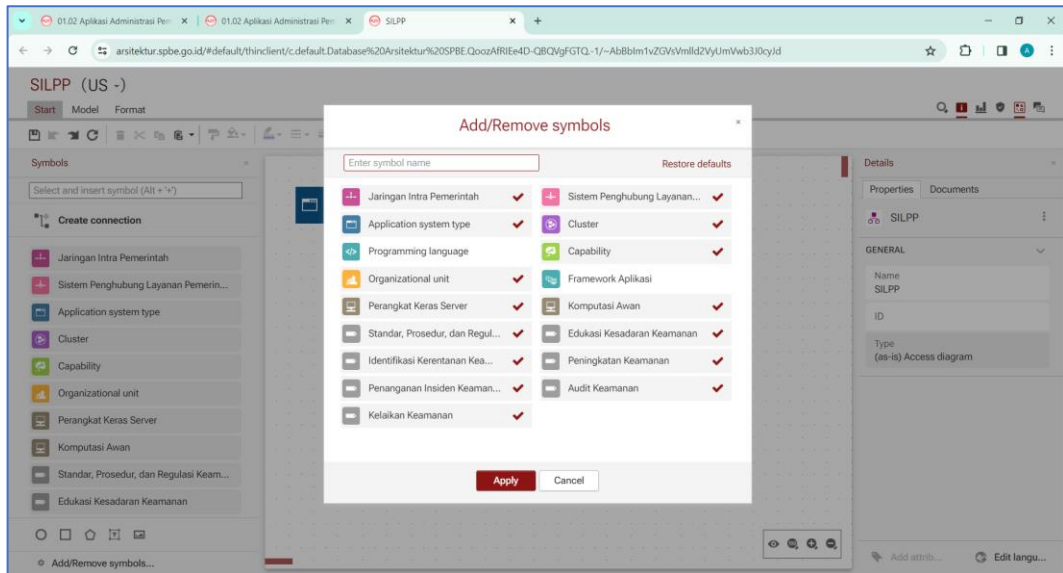 01.02 Aplikasi Administrasi Pem
01.02 Aplikasi Administrasi Pem
SILPP
arsitektur.spbe.go.id/#default/thinclient/c.default.Database%20Arsitektur%20SPBE.QoozAfRIEe4D-QBQVgFGTQ.-1/~AbBbIm1vZGVsVmlld2VyUmVwb3J0cyJd
A
SILPP (US -)
Start Model Format
Symbols
Select and insert symbol (Alt + '+')
Create connection
Jaringan Intra Pemerintah
Sistem Penghubung Layanan Pemerin...
Application system type
Cluster
Capability
Organizational unit
Perangkat Keras Server
Komputasi Awan
Standar, Prosedur, dan Regulasi Keam...
Edukasi Kesadaran Keamanan
Add/Remove symbols...
Add/Remove symbols
Enter symbol name
Restore defaults
Jaringan Intra Pemerintah
Sistem Penghubung Layanan...
Application system type
Cluster
Programming language
Capability
Organizational unit
Framework Aplikasi
Perangkat Keras Server
Komputasi Awan
Standar, Prosedur, dan Regul...
Edukasi Kesadaran Keamanan
Identifikasi Kerentanan Kea...
Peningkatan Keamanan
Penanganan Insiden Keaman...
Audit Keamanan
Kelaikan Keamanan
Apply
Cancel
Details
Properties Documents
SILPP
GENERAL
Name
SILPP
ID
Type
(as-is) Access diagram
Add attrib...
Edit langu...